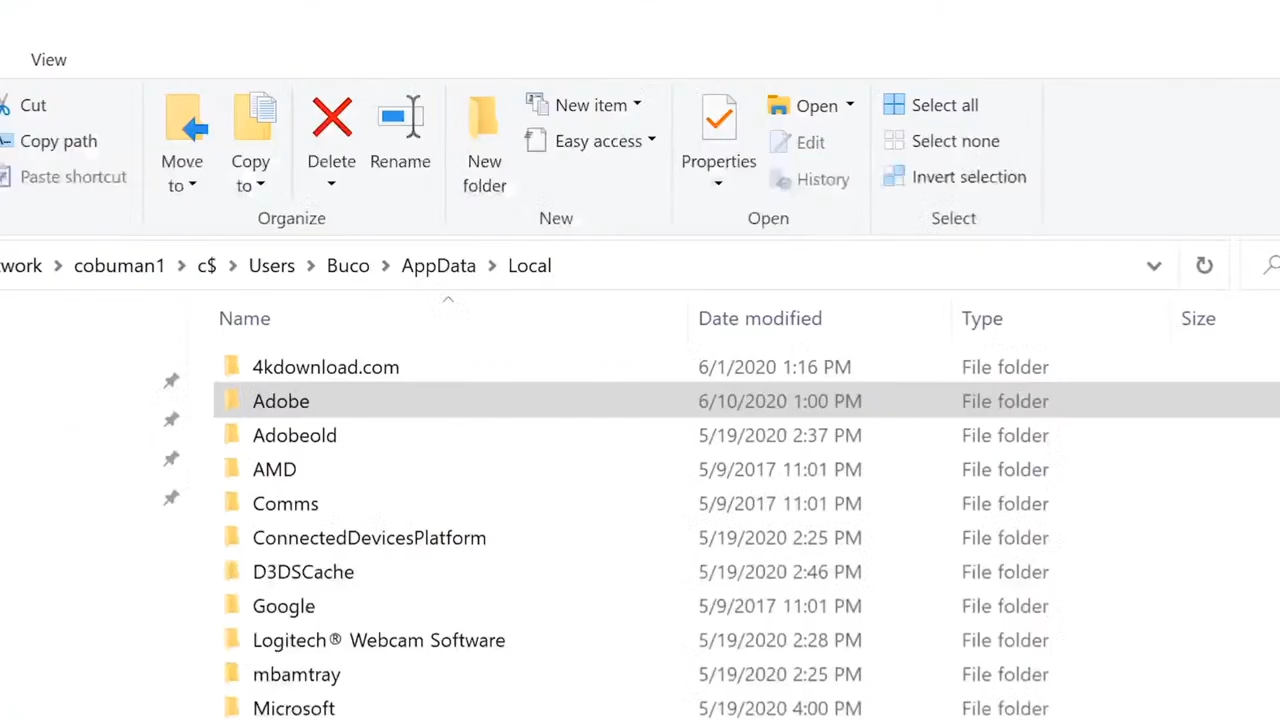 View
Cut
Copy path
Paste shortcut
Move to
Copy to
Delete
Rename
Organize
New folder
New item
Easy access
New
Properties
Open
Edit
History
Open
Select all
Select none
Invert selection
Select
work > cobuman1 > c$ > Users > Buco > AppData > Local
Name Date modified Type Size
4kdownload.com 6/1/2020 1:16 PM File folder
Adobe 6/10/2020 1:00 PM File folder
Adobeold 5/19/2020 2:37 PM File folder
AMD 5/9/2017 11:01 PM File folder
Comms 5/9/2017 11:01 PM File folder
ConnectedDevicesPlatform 5/19/2020 2:25 PM File folder
D3DSCache 5/19/2020 2:46 PM File folder
Google 5/9/2017 11:01 PM File folder
Logitech® Webcam Software 5/19/2020 2:28 PM File folder
mbamtray 5/19/2020 2:25 PM File folder
Microsoft 5/19/2020 4:00 PM File folder